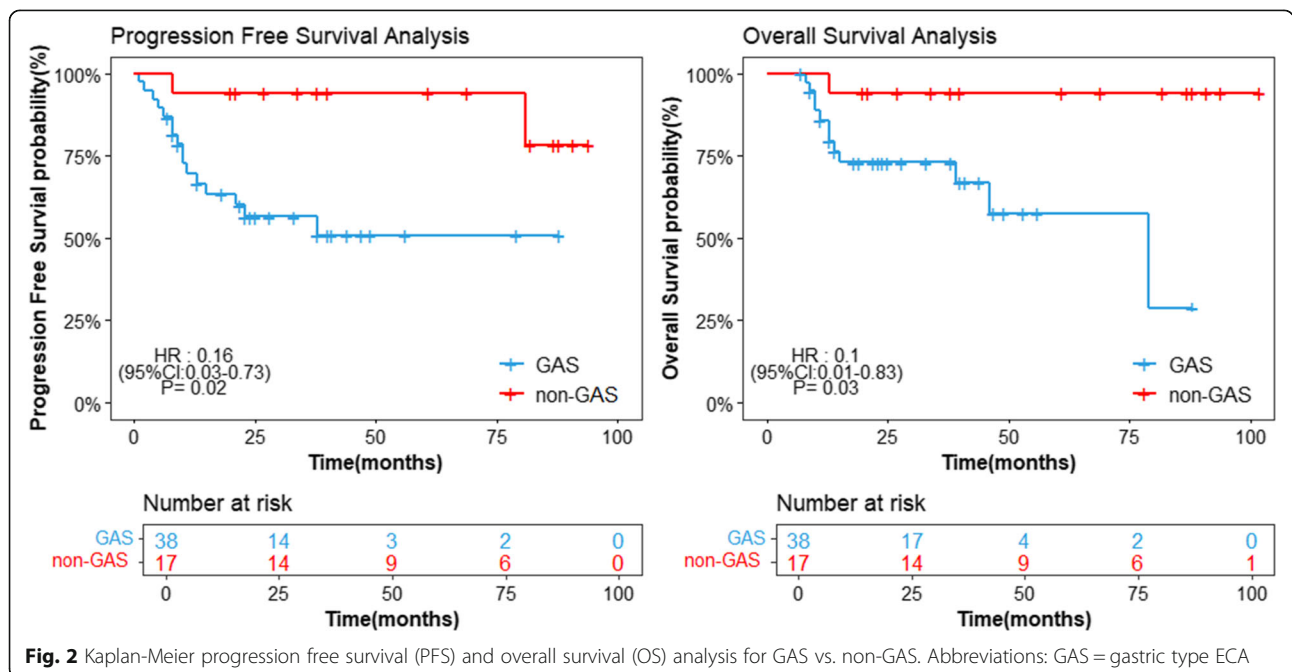 Progression Free Survival Analysis
Progression Free Survial probability(%)
100%
75%
50%
25%
0%
HR : 0.16
(95%CI:0.03-0.73)
P= 0.02
GAS
non-GAS
0 25 50 75 100
Time(months)
Number at risk
GAS 38 14 3 2 0
non-GAS 17 14 9 6 0
0 25 50 75 100
Time(months)
Overall Survival Analysis
Overall Survial probability(%)
100%
75%
50%
25%
0%
HR : 0.1
(95%CI:0.01-0.83)
P= 0.03
GAS
non-GAS
0 25 50 75 100
Time(months)
Number at risk
GAS 38 17 4 2 0
non-GAS 17 14 9 6 1
0 25 50 75 100
Time(months)
Fig. 2 Kaplan-Meier progression free survival (PFS) and overall survival (OS) analysis for GAS vs. non-GAS. Abbreviations: GAS = gastric type ECA